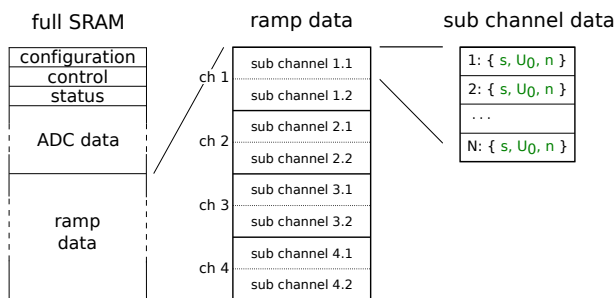 full SRAM
configuration
control
status
ADC data
ramp
data
ramp data
ch 1
sub channel 1.1
sub channel 1.2
ch 2
sub channel 2.1
sub channel 2.2
ch 3
sub channel 3.1
sub channel 3.2
ch 4
sub channel 4.1
sub channel 4.2
sub channel data
1: { s, U₀, n }
2: { s, U₀, n }
...
N: { s, U₀, n }